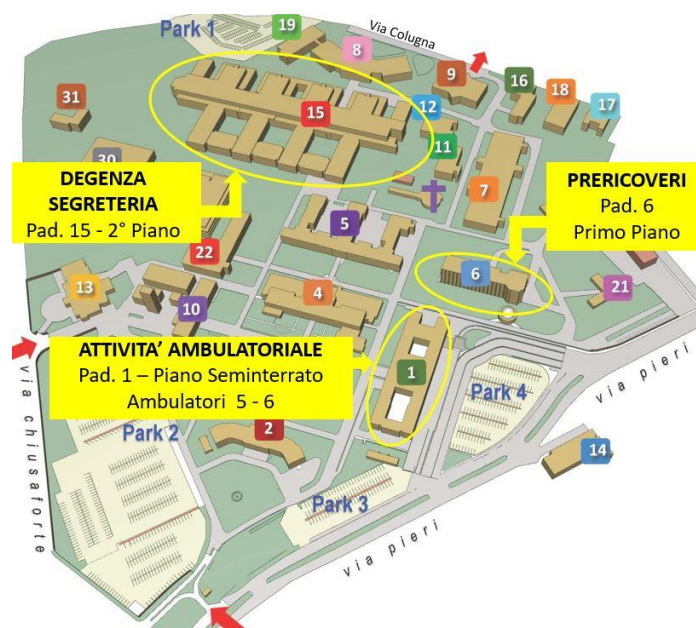 19
Park 1
8
Via Colugna
9
16
18
17
31
15
12
11
30
DEGENZA
SEGRETERIA
Pad. 15 - 2° Piano
7
PRERICOVERI
Pad. 6
Primo Piano
5
22
6
21
13
10
4
ATTIVITA’ AMBULATORIALE
Pad. 1 – Piano Seminterrato
Ambulatori 5 - 6
1
Park 4
via pieri
via chiusaforte
Park 2
2
14
Park 3
via pieri